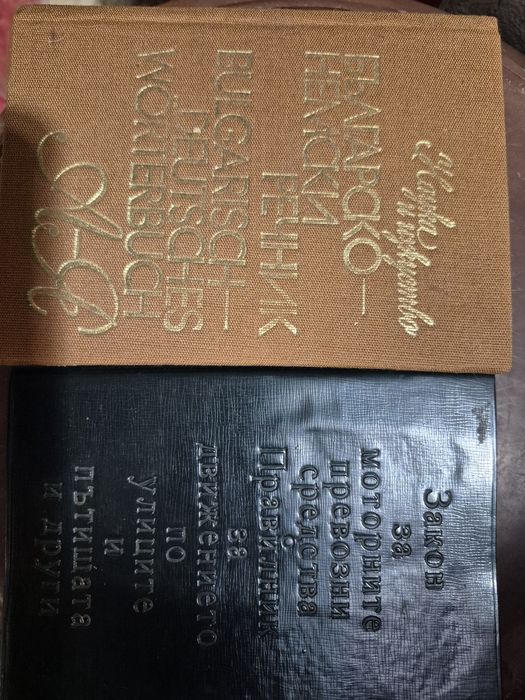 Наука
и изкуство
БЪЛГАРСКО-
НЕМСКИ
РЕЧНИК
BULGARISCH-
DEUTSCHES
WÖRTERBUCH
А-Я
Закон
за
моторните
превозни
средства
Правилник
за
движението
по
улиците
и
пътищата
и други